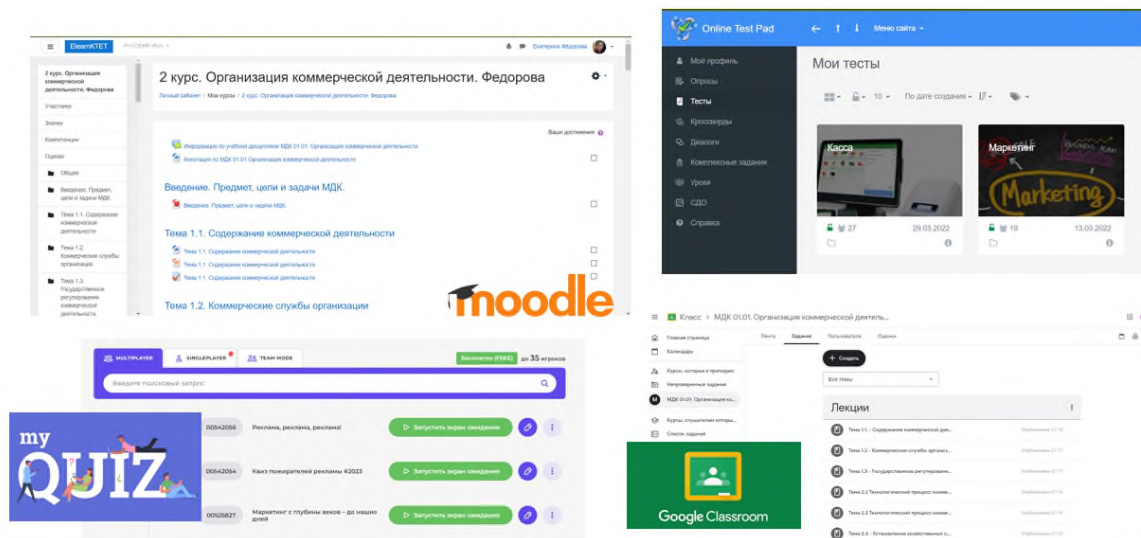 ElearnKTET
РУССКИЙ (RU)
Екатерина Фёдорова
2 курс. Организация
коммерческой
деятельности. Федорова
Участники
Значки
Компетенции
Оценки
Общее
Введение. Предмет,
цели и задачи МДК.
Тема 1.1. Содержание
коммерческой
деятельности
Тема 1.2.
Коммерческие службы
организации
Тема 1.3.
Государственное
регулирование
коммерческой
деятельности.
2 курс. Организация коммерческой деятельности. Федорова
Личный кабинет / Мои курсы / 2 курс. Организация коммерческой деятельности. Федорова
Ваши достижения
Информация по учебной дисциплине МДК 01.01. Организация коммерческой деятельности
Аннотация по МДК 01.01 Организация коммерческой деятельности
Введение. Предмет, цели и задачи МДК.
Введение. Предмет, цели и задачи МДК.
Тема 1.1. Содержание коммерческой деятельности
Тема 1.1. Содержание коммерческой деятельности
Тема 1.1. Содержание коммерческой деятельности
Тема 1.1. Содержание коммерческой деятельности
Тема 1.2. Коммерческие службы организации
moodle
Online Test Pad
Меню сайта
Мой профиль
Опросы
Тесты
Кроссворды
Диалоги
Комплексные задания
Уроки
СДО
Справка
Мои тесты
10
По дате создания
Касса
27
29.03.2022
Маркетинг
BUSINESS PLAN
Marketing
19
13.03.2022
MULTIPLAYER
SINGLEPLAYER
TEAM MODE
Бесплатно (FREE) до 35 игроков
Введите поисковый запрос
my
QUIZ
00542056 Реклама, реклама, реклама! Запустить экран ожидания
00542054 Квиз пожирателей рекламы #2023 Запустить экран ожидания
00525827 Маркетинг с глубины веков - до наших
дней
Запустить экран ожидания
Класс > МДК 01.01. Организация коммерческой деятель...
Главная страница
Календарь
Курсы, которые я преподаю
Непроверенные задания
М МДК 01.01. Организация ко...
Курсы, слушателем которы...
Список заданий
Лента
Задания
Пользователи
Оценки
+ Создать
Все темы
Лекции
Тема 1.1. - Содержание коммерческой дея...
Тема 1.2 - Коммерческие службы организ...
Тема 1.3 - Государственное регулировани...
Тема 2.2 Технологический процесс комме...
Тема 2.2 Технологический процесс комме...
Тема 2.3 - Установление хозяйственных с...
Google Classroom